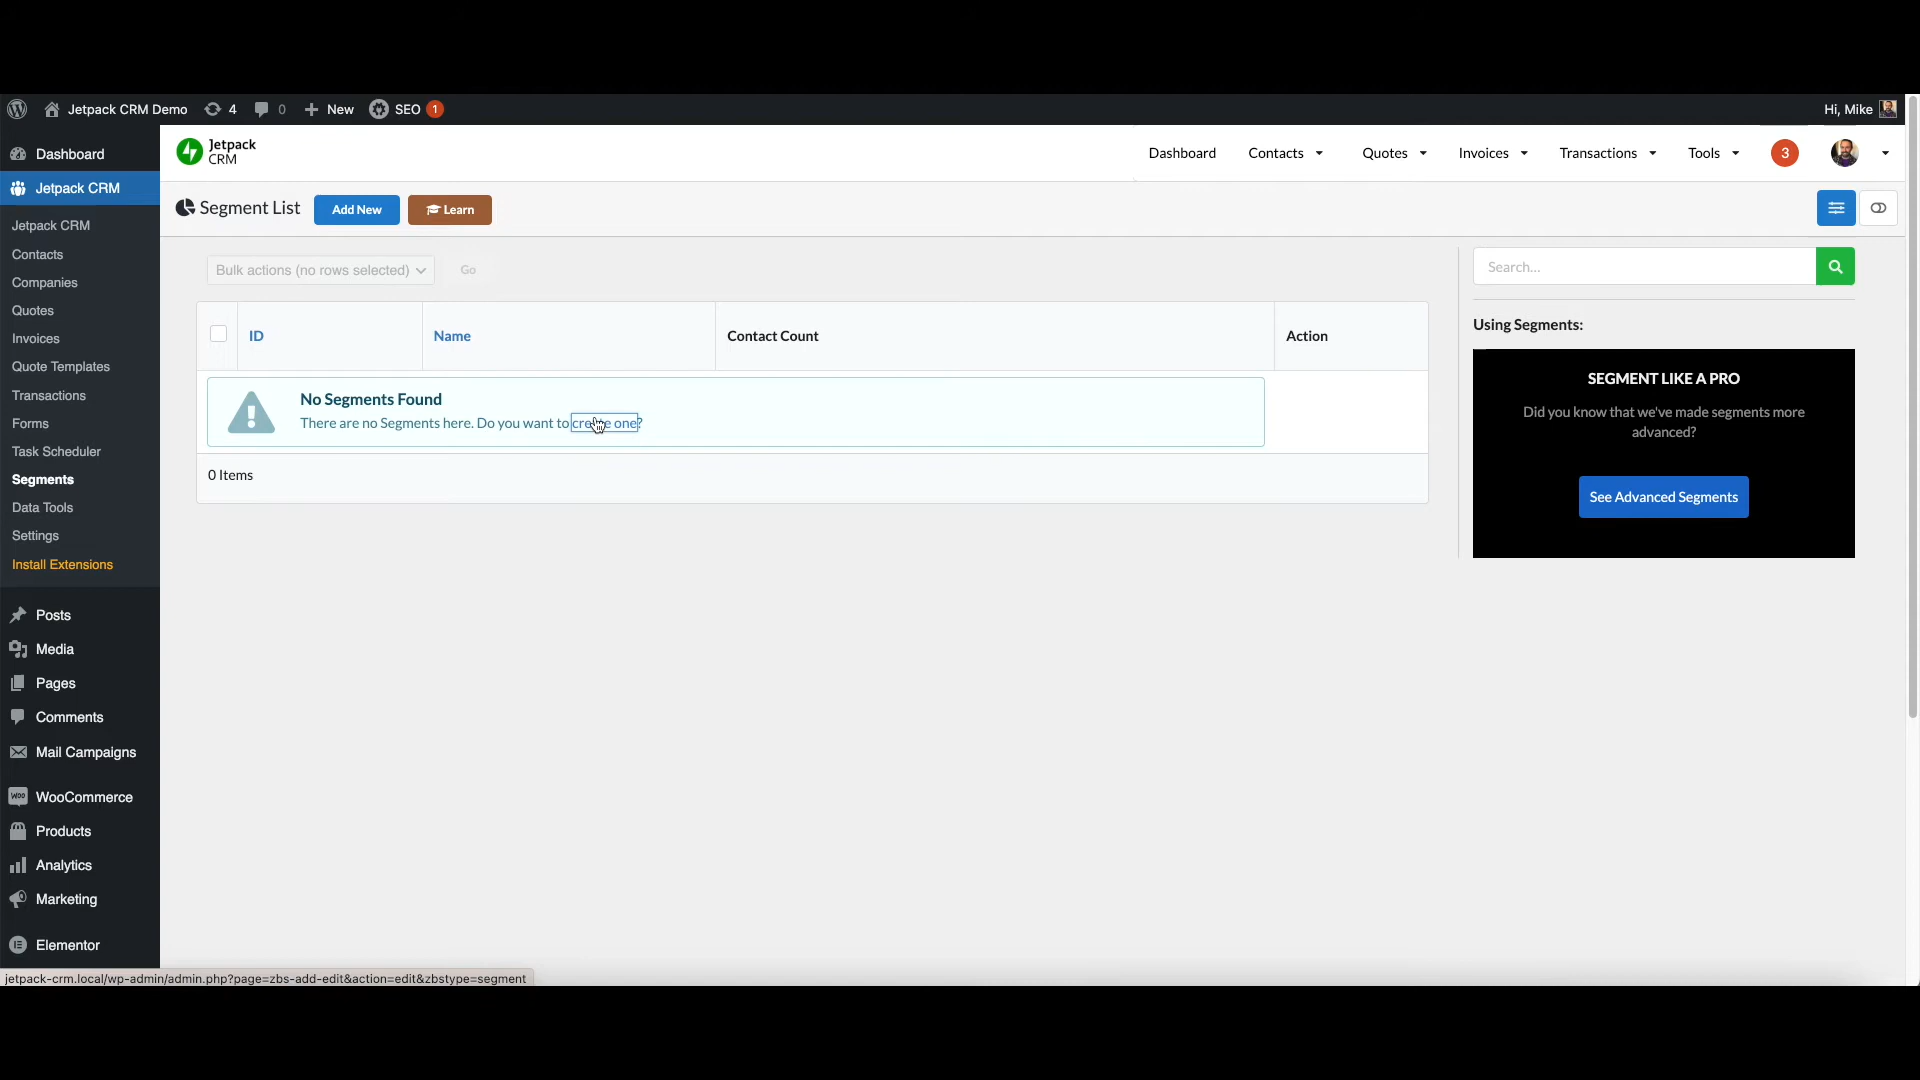 Jetpack CRM Demo 4 0 New SEO 1 Hi, Mike
Dashboard
Jetpack CRM
Jetpack CRM
Contacts
Companies
Quotes
Invoices
Quote Templates
Transactions
Forms
Task Scheduler
Segments
Data Tools
Settings
Install Extensions
Posts
Media
Pages
Comments
Mail Campaigns
WooCommerce
Products
Analytics
Marketing
Elementor
Jetpack
CRM
Dashboard Contacts Quotes Invoices Transactions Tools 3
Segment List Add New Learn
Bulk actions (no rows selected) Go
ID Name Contact Count Action
No Segments Found
There are no Segments here. Do you want to create one?
0 Items
Search...
Using Segments:
SEGMENT LIKE A PRO
Did you know that we've made segments more
advanced?
See Advanced Segments
jetpack-crm.local/wp-admin/admin.php?page=zbs-add-edit&action=edit&zbstype=segment